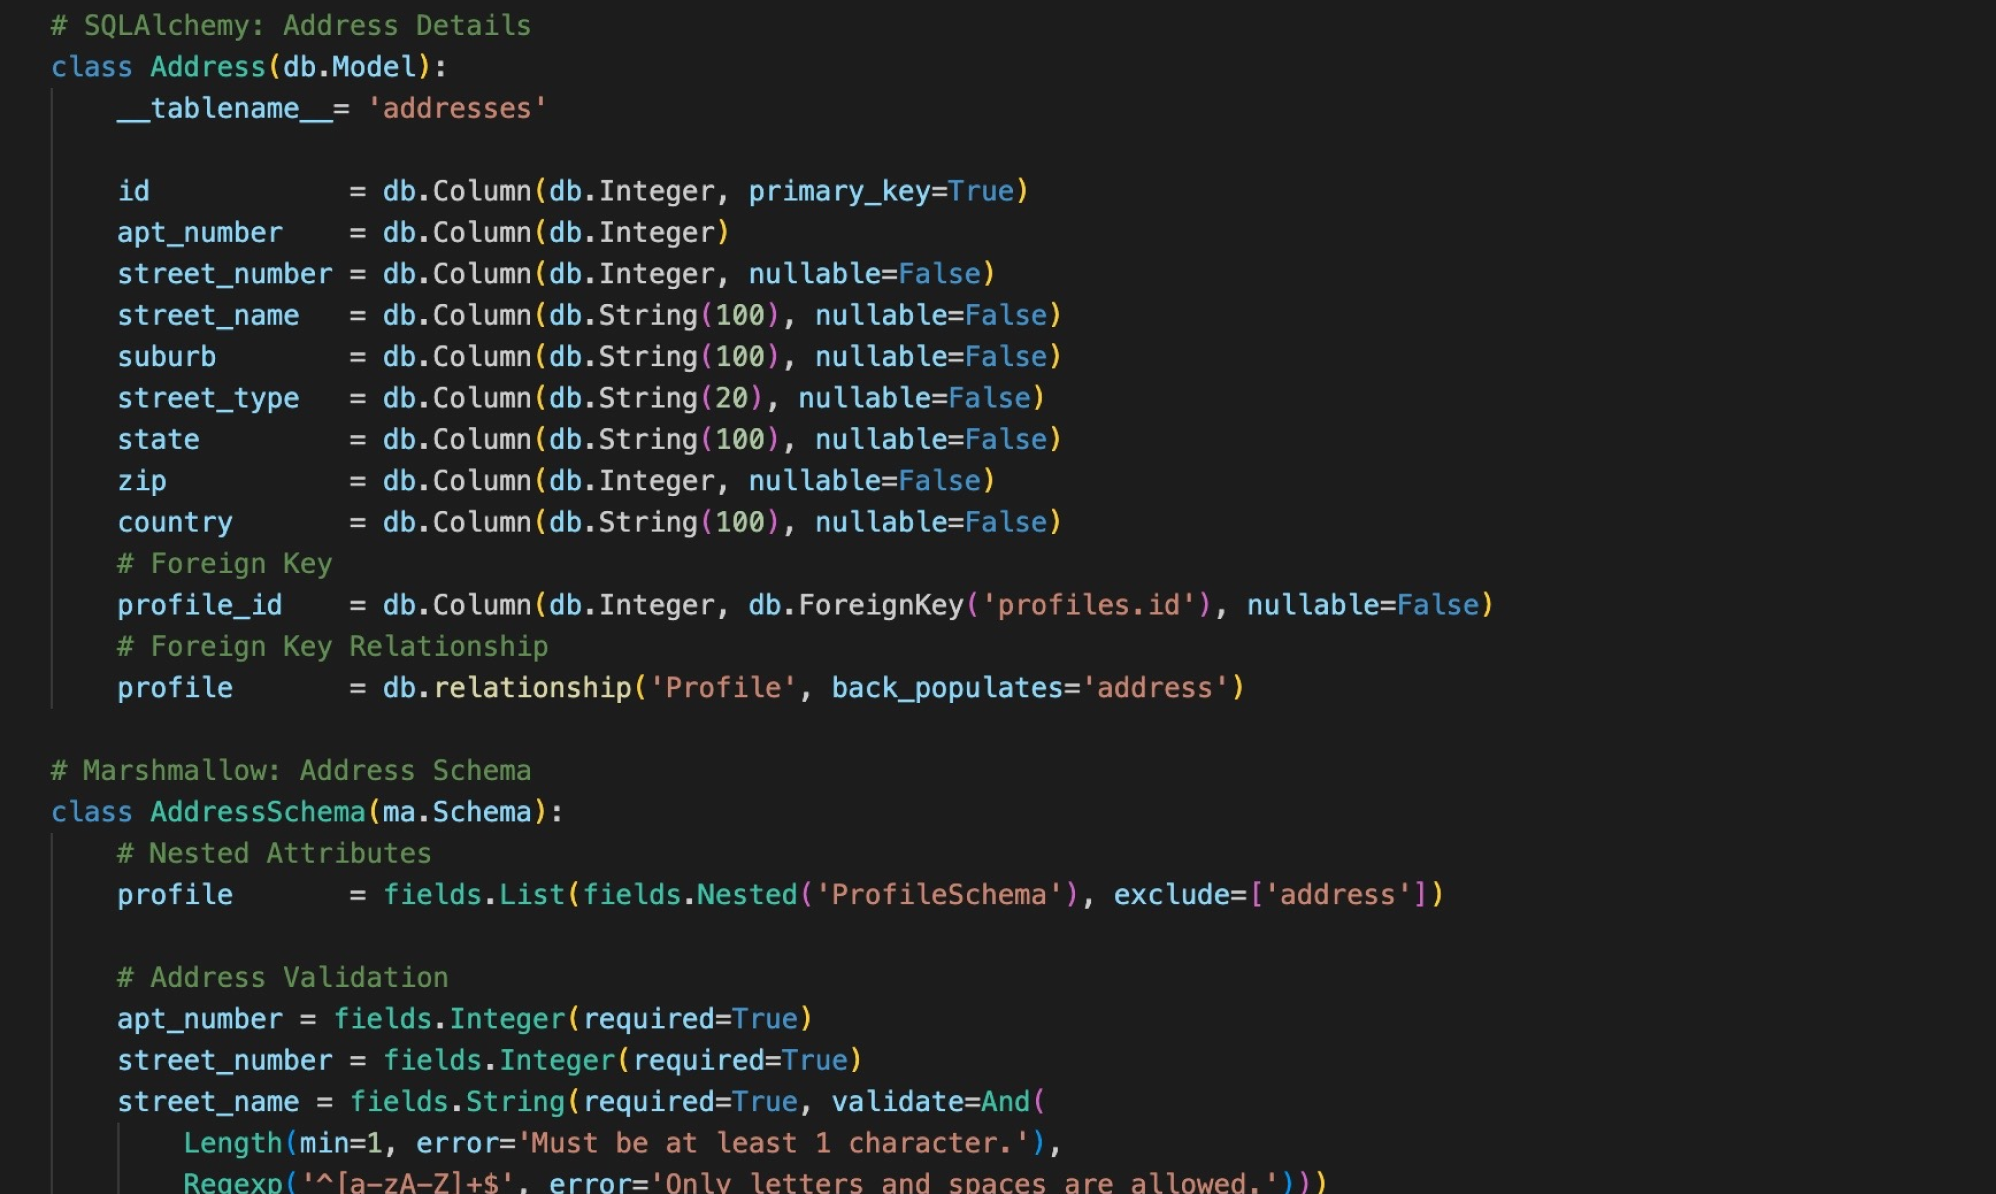 # SQLAlchemy: Address Details
class Address(db.Model):
    __tablename__= 'addresses'

    id            = db.Column(db.Integer, primary_key=True)
    apt_number    = db.Column(db.Integer)
    street_number = db.Column(db.Integer, nullable=False)
    street_name   = db.Column(db.String(100), nullable=False)
    suburb        = db.Column(db.String(100), nullable=False)
    street_type   = db.Column(db.String(20), nullable=False)
    state         = db.Column(db.String(100), nullable=False)
    zip           = db.Column(db.Integer, nullable=False)
    country       = db.Column(db.String(100), nullable=False)
    # Foreign Key
    profile_id    = db.Column(db.Integer, db.ForeignKey('profiles.id'), nullable=False)
    # Foreign Key Relationship
    profile       = db.relationship('Profile', back_populates='address')

# Marshmallow: Address Schema
class AddressSchema(ma.Schema):
    # Nested Attributes
    profile       = fields.List(fields.Nested('ProfileSchema'), exclude=['address'])

    # Address Validation
    apt_number = fields.Integer(required=True)
    street_number = fields.Integer(required=True)
    street_name = fields.String(required=True, validate=And(
        Length(min=1, error='Must be at least 1 character.'),
        Regexp('^[a-zA-Z]+$', error='Only letters and spaces are allowed.')))